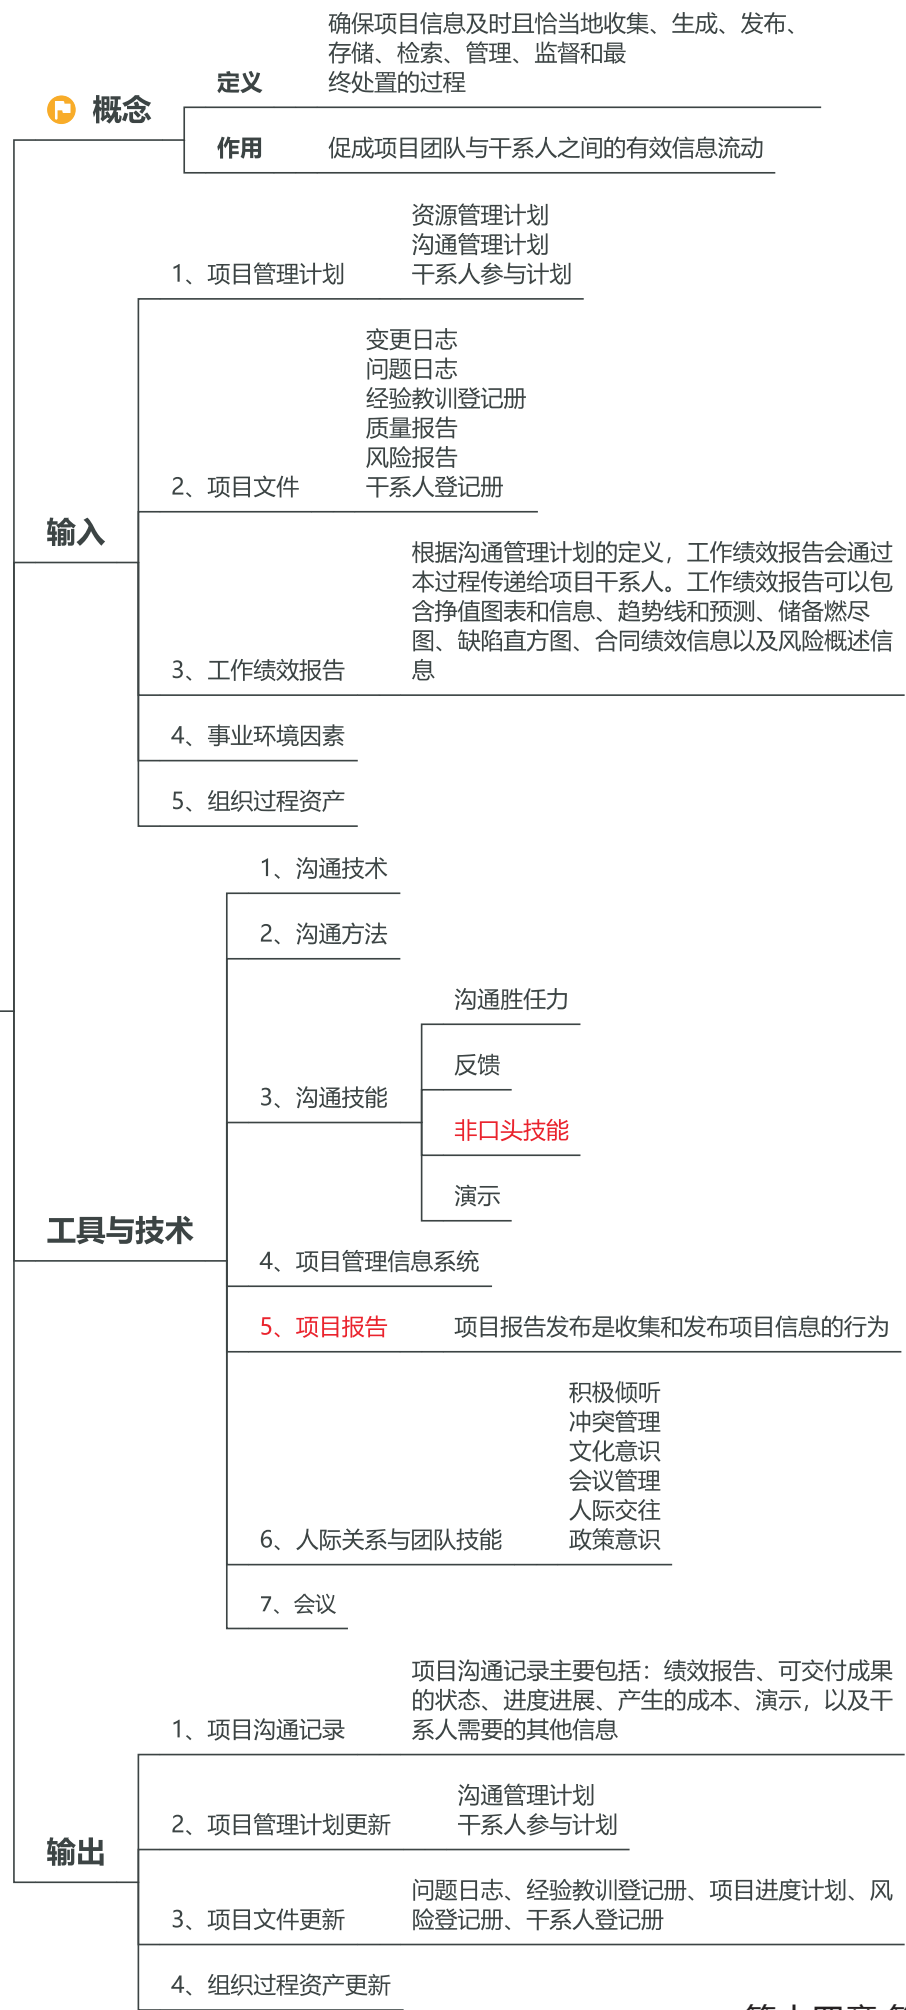 概念
定义
确保项目信息及时且恰当地收集、生成、发布、
存储、检索、管理、监督和最
终处置的过程
作用
促成项目团队与干系人之间的有效信息流动
输入
1、项目管理计划
资源管理计划
沟通管理计划
干系人参与计划
2、项目文件
变更日志
问题日志
经验教训登记册
质量报告
风险报告
干系人登记册
3、工作绩效报告
根据沟通管理计划的定义，工作绩效报告会通过
本过程传递给项目干系人。工作绩效报告可以包
含挣值图表和信息、趋势线和预测、储备燃尽
图、缺陷直方图、合同绩效信息以及风险概述信
息
4、事业环境因素
5、组织过程资产
工具与技术
1、沟通技术
2、沟通方法
3、沟通技能
沟通胜任力
反馈
非口头技能
演示
4、项目管理信息系统
5、项目报告
项目报告发布是收集和发布项目信息的行为
6、人际关系与团队技能
积极倾听
冲突管理
文化意识
会议管理
人际交往
政策意识
7、会议
输出
1、项目沟通记录
项目沟通记录主要包括：绩效报告、可交付成果
的状态、进度进展、产生的成本、演示，以及干
系人需要的其他信息
2、项目管理计划更新
沟通管理计划
干系人参与计划
3、项目文件更新
问题日志、经验教训登记册、项目进度计划、风
险登记册、干系人登记册
4、组织过程资产更新